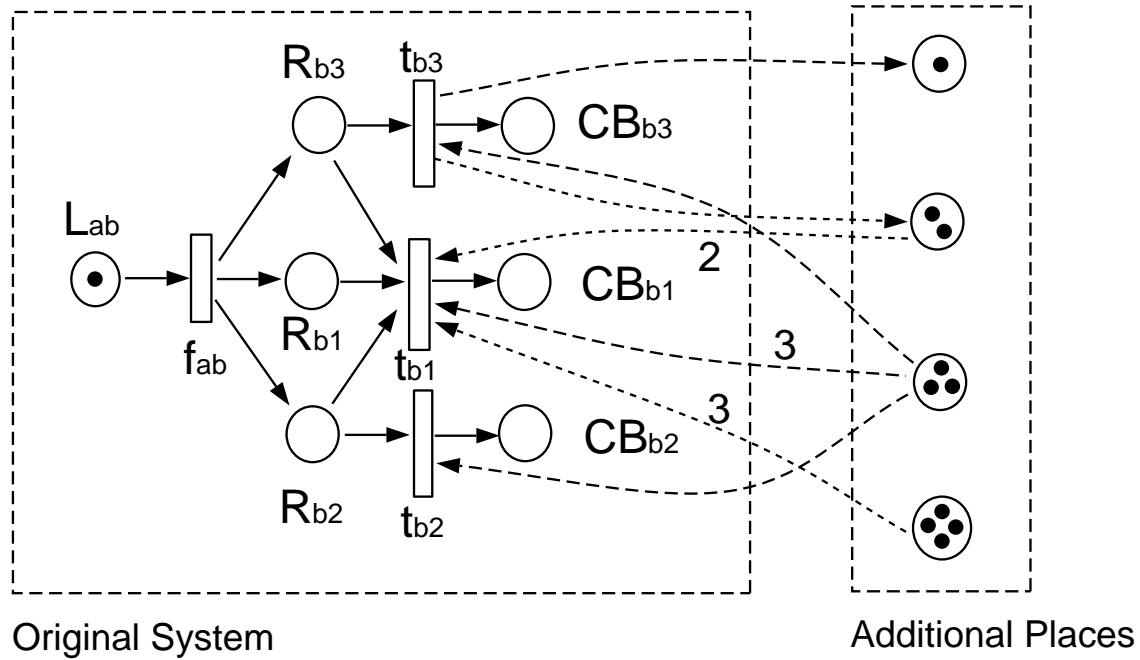 tb3
Rb3
CBb3
Lab
2
CBb1
Rb1
fab
tb1
3
3
CBb2
Rb2
tb2
Original System
Additional Places